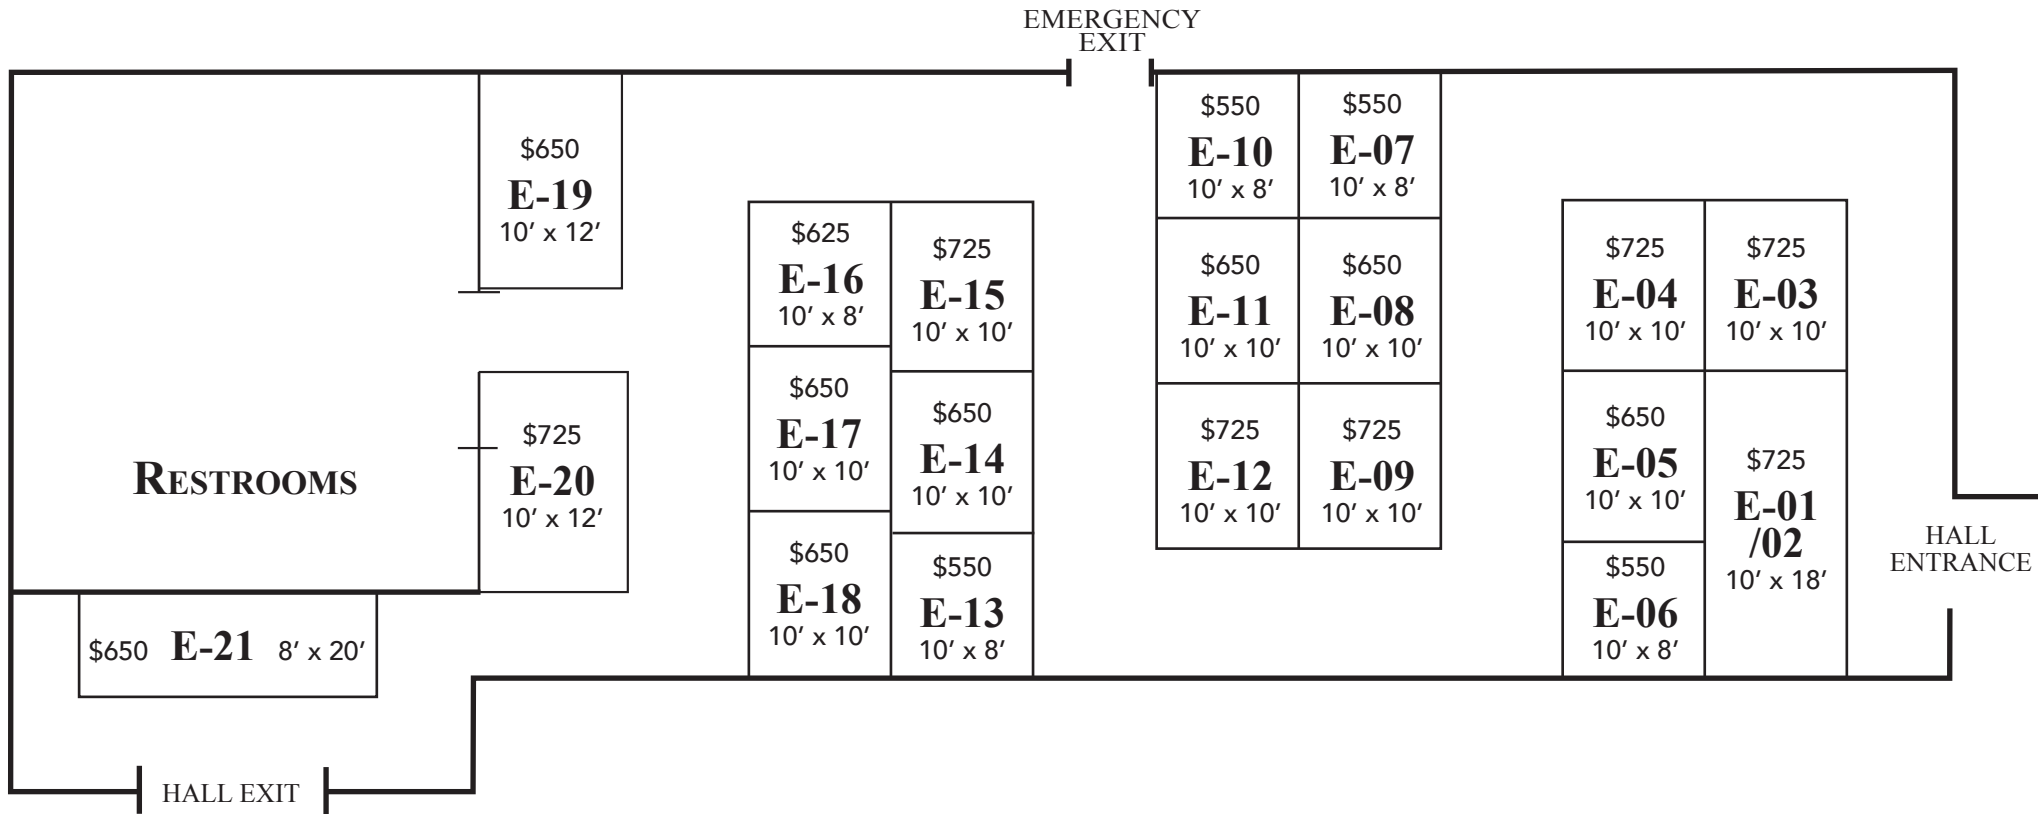 EMERGENCY
EXIT
$650
E-19
10’ x 12’
$725
E-20
10’ x 12’
RESTROOMS
$650 E-21 8’ x 20’
HALL EXIT
$625
E-16
10’ x 8’
$650
E-17
10’ x 10’
$650
E-18
10’ x 10’
$725
E-15
10’ x 10’
$650
E-14
10’ x 10’
$550
E-13
10’ x 8’
$550
E-10
10’ x 8’
$650
E-11
10’ x 10’
$725
E-12
10’ x 10’
$550
E-07
10’ x 8’
$650
E-08
10’ x 10’
$725
E-09
10’ x 10’
$725
E-04
10’ x 10’
$650
E-05
10’ x 10’
$550
E-06
10’ x 8’
$725
E-03
10’ x 10’
$725
E-01
/02
10’ x 18’
HALL
ENTRANCE